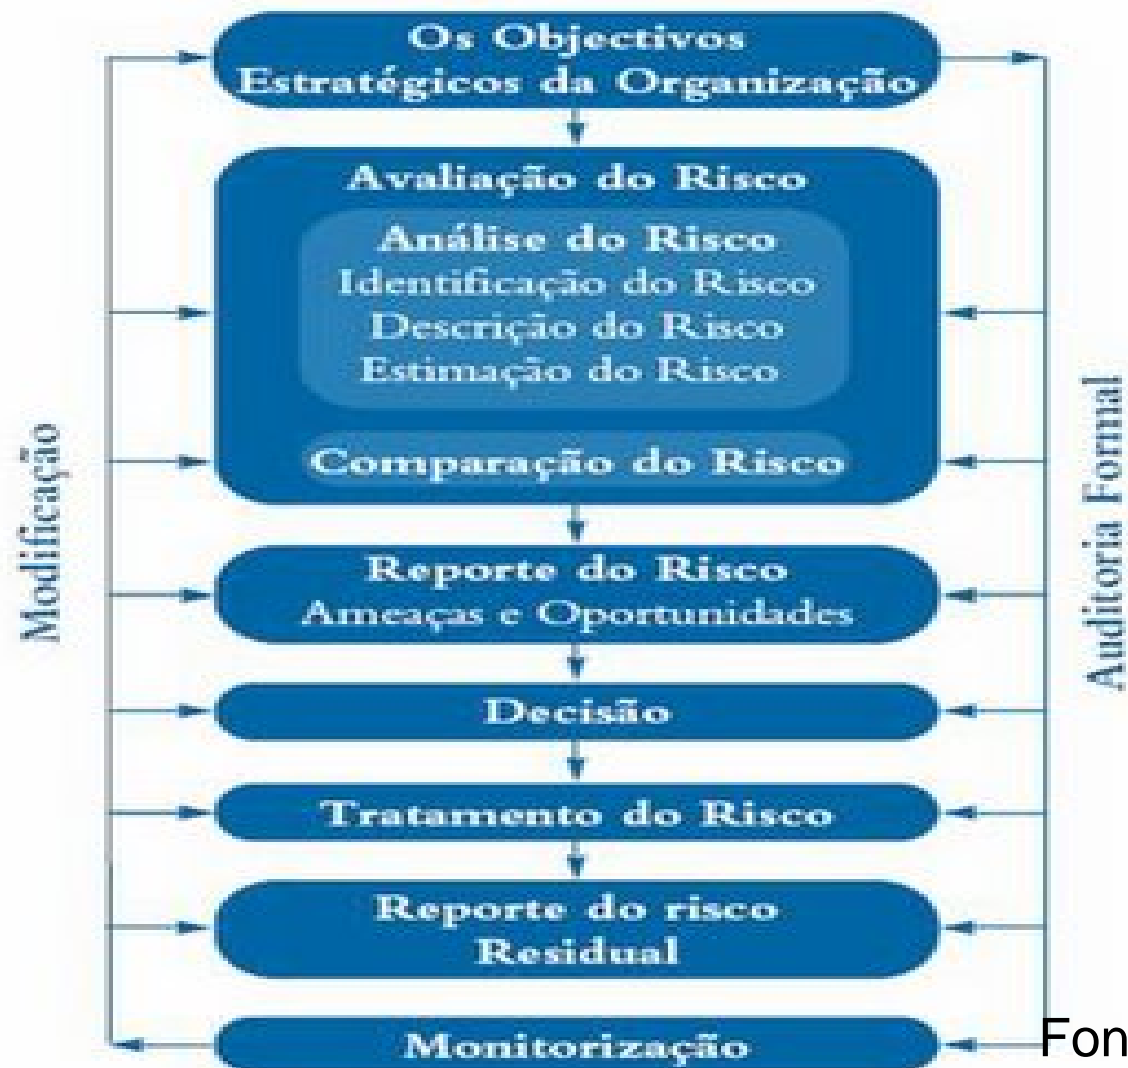 Os Objectivos
Estratégicos da Organização
Avaliação do Risco
Análise do Risco
Identificação do Risco
Descrição do Risco
Estimação do Risco
Comparação do Risco
Reporte do Risco
Ameaças e Oportunidades
Decisão
Tratamento do Risco
Reporte do risco
Residual
Monitorização
Modificação
Auditoria Formal
Fon